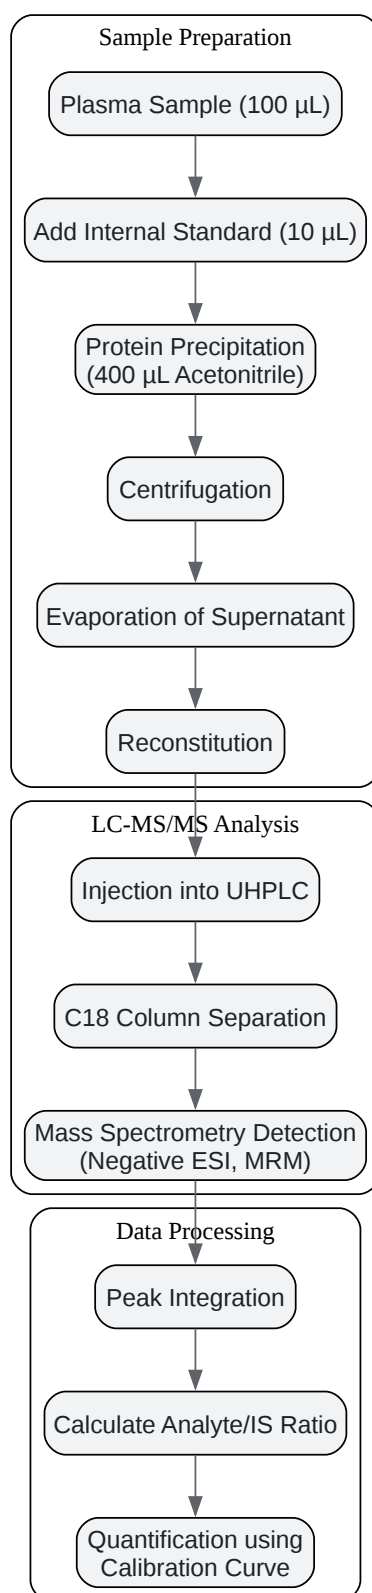 Sample Preparation
Plasma Sample (100 µL)
Add Internal Standard (10 µL)
Protein Precipitation
(400 µL Acetonitrile)
Centrifugation
Evaporation of Supernatant
Reconstitution
LC-MS/MS Analysis
Injection into UHPLC
C18 Column Separation
Mass Spectrometry Detection
(Negative ESI, MRM)
Data Processing
Peak Integration
Calculate Analyte/IS Ratio
Quantification using
Calibration Curve